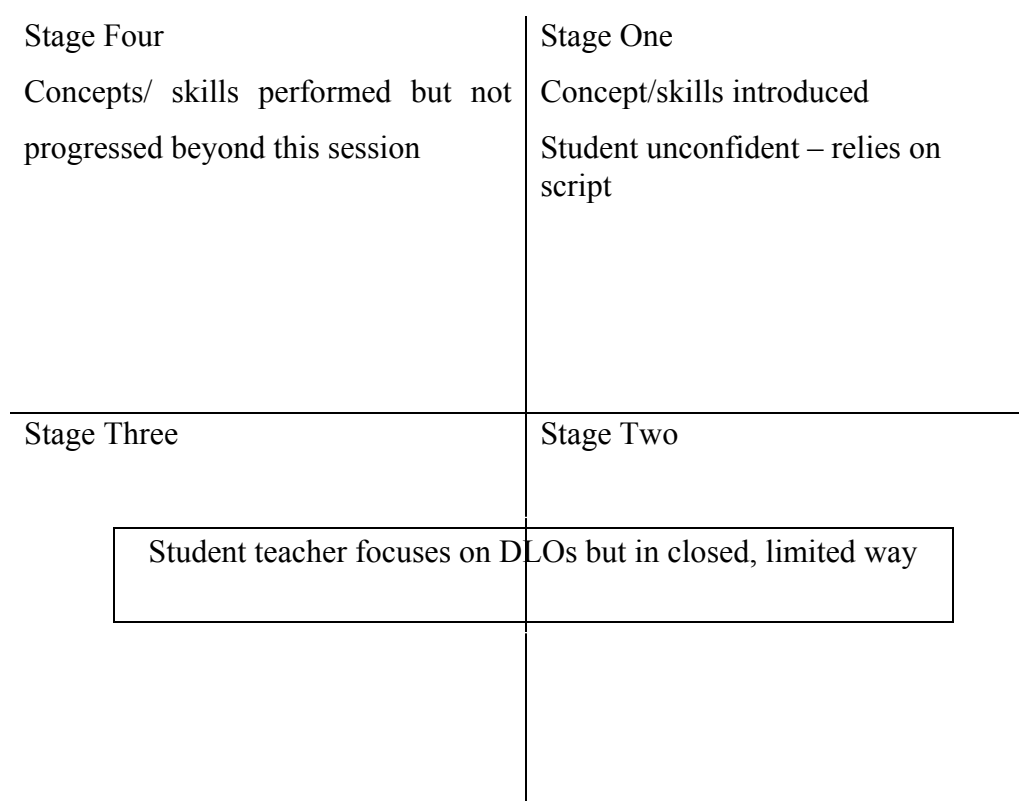 Stage Four
Concepts/ skills performed but not
progressed beyond this session
Stage One
Concept/skills introduced
Student unconfident – relies on
script
Stage Three
Stage Two
Student teacher focuses on DLOs but in closed, limited way